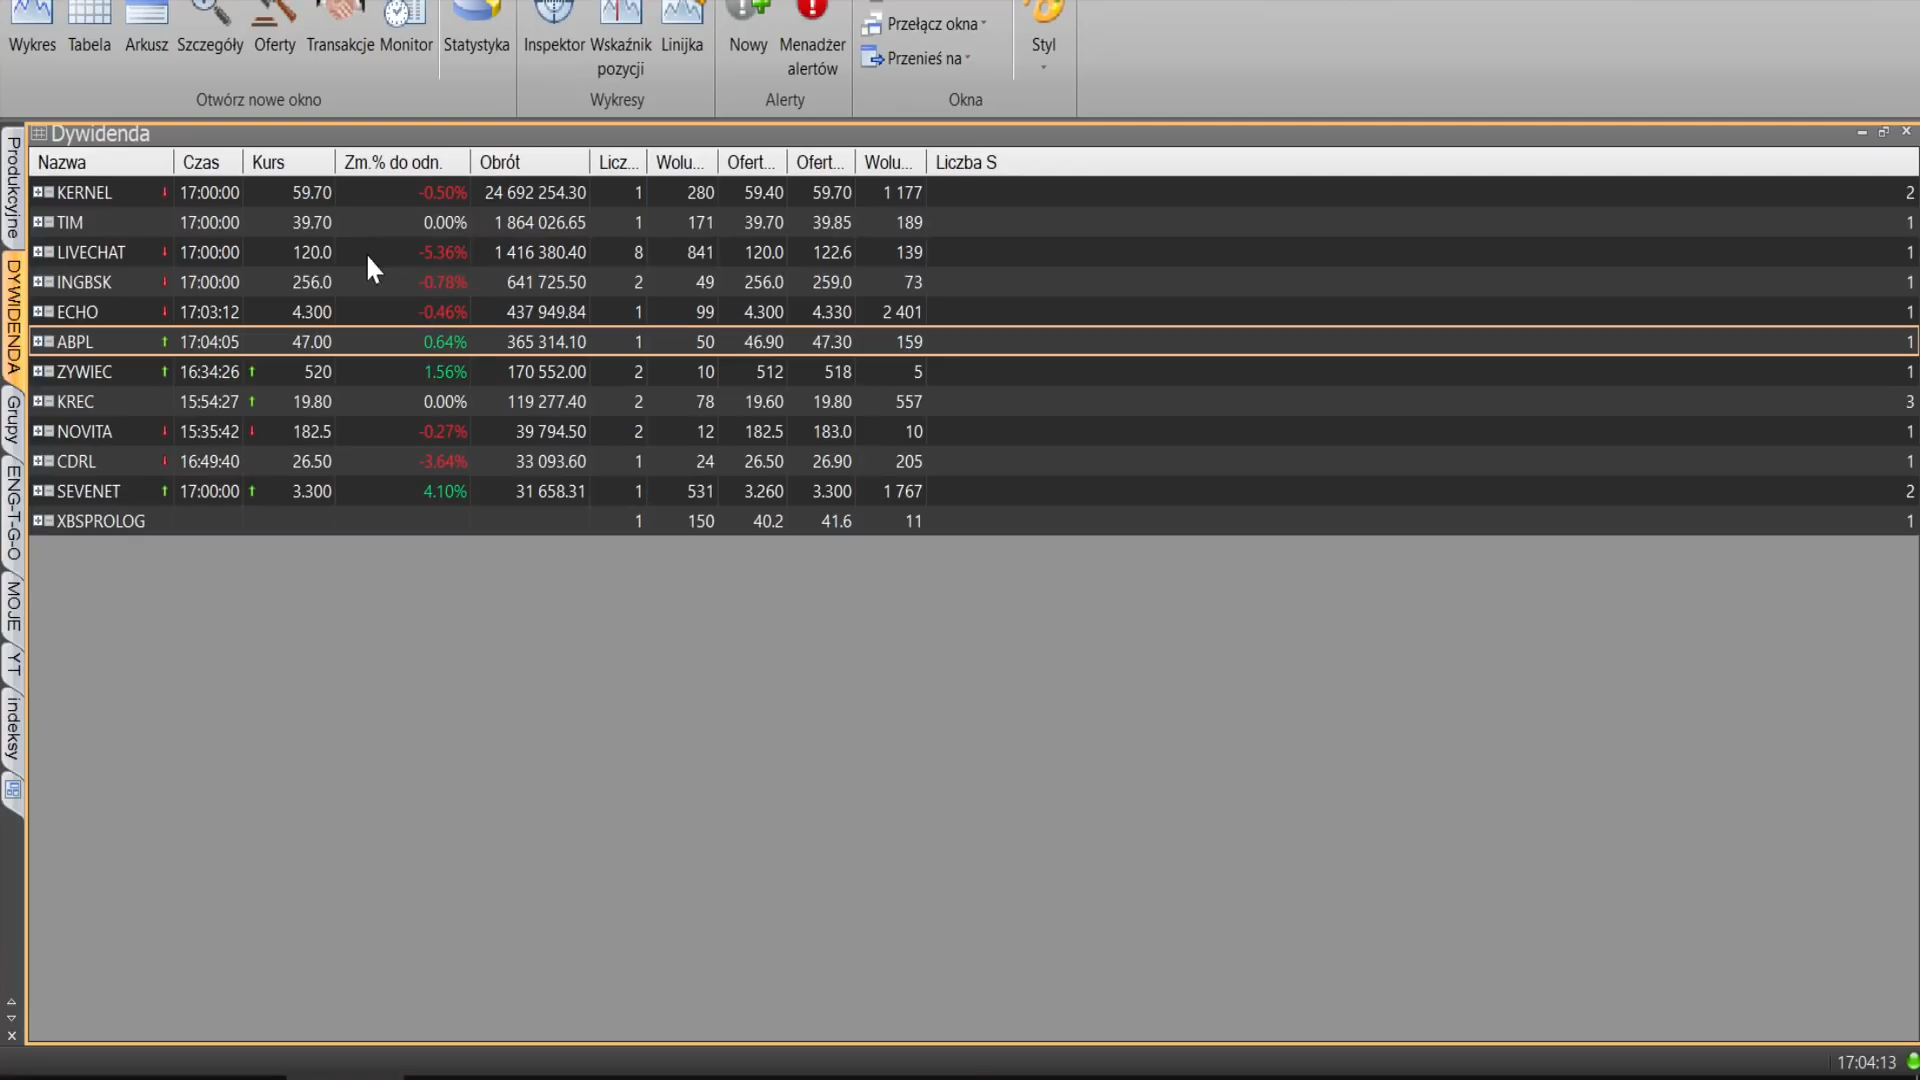 Wykres Tabela Arkusz Szczegóły Oferty Transakcje Monitor Statystyka Inspektor Wskaźnik pozycji Linijka Nowy Menadżer alertów Przełącz okna Przenieś na Styl
Otwórz nowe okno Wykresy Alerty Okna
Dywidenda
Nazwa Czas Kurs Zm.% do odn. Obrót Licz... Wolu... Ofert... Ofert... Wolu... Liczba S
KERNEL 17:00:00 59.70 -0.50% 24 692 254.30 1 280 59.40 59.70 1 177 2
TIM 17:00:00 39.70 0.00% 1 864 026.65 1 171 39.70 39.85 189 1
LIVECHAT 17:00:00 120.0 -5.36% 1 416 380.40 8 841 120.0 122.6 139 1
INGBSK 17:00:00 256.0 -0.78% 641 725.50 2 49 256.0 259.0 73 1
ECHO 17:03:12 4.300 -0.46% 437 949.84 1 99 4.300 4.330 2 401 1
ABPL 17:04:05 47.00 0.64% 365 314.10 1 50 46.90 47.30 159 1
ZYWIEC 16:34:26 520 1.56% 170 552.00 2 10 512 518 5 1
KREC 15:54:27 19.80 0.00% 119 277.40 2 78 19.60 19.80 557 3
NOVITA 15:35:42 182.5 -0.27% 39 794.50 2 12 182.5 183.0 10 1
CDRL 16:49:40 26.50 -3.64% 33 093.60 1 24 26.50 26.90 205 1
SEVENET 17:00:00 3.300 4.10% 31 658.31 1 531 3.260 3.300 1 767 2
XBSPROLOG 1 150 40.2 41.6 11 1
Produkcyjne
DYWIDENDA
Grupy
ENG-T-G-O
MOJE
YT
indeksy
17:04:13